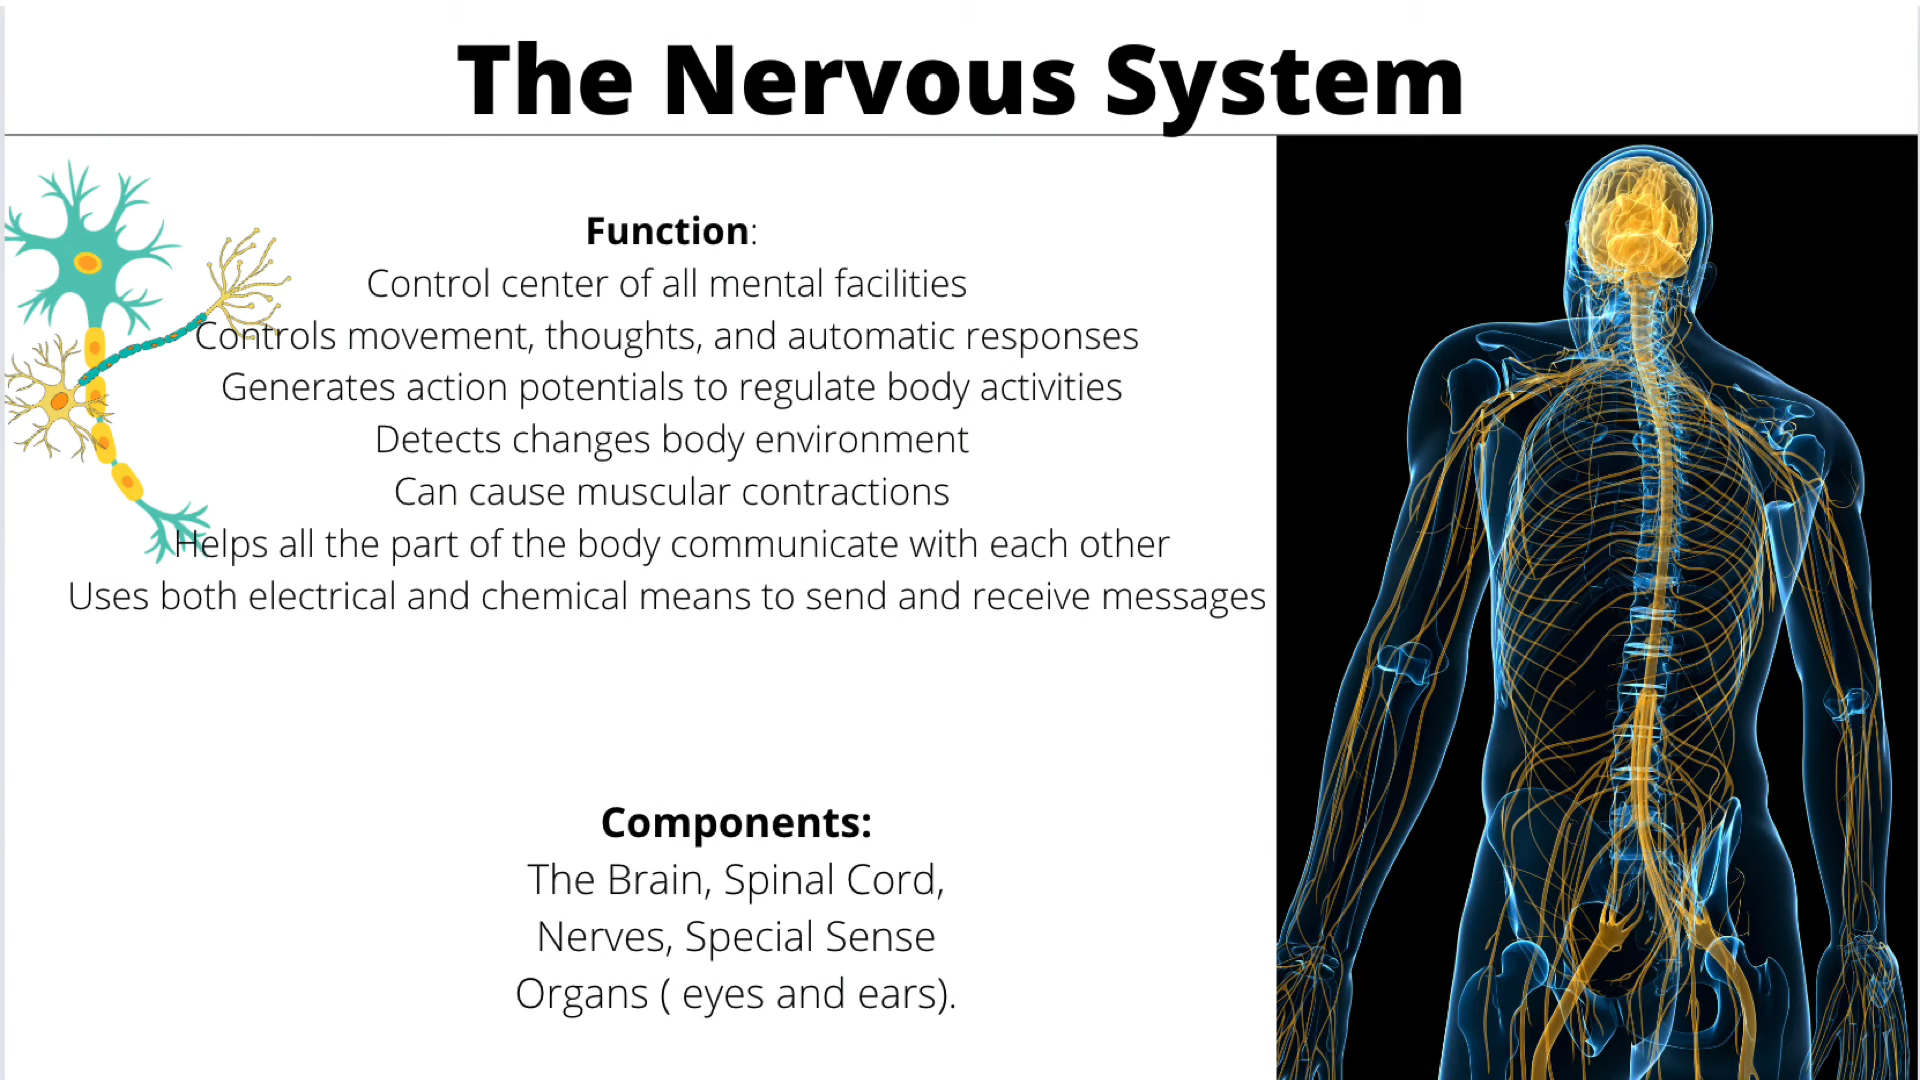 The Nervous System
Function:
Control center of all mental facilities
Controls movement, thoughts, and automatic responses
Generates action potentials to regulate body activities
Detects changes body environment
Can cause muscular contractions
Helps all the part of the body communicate with each other
Uses both electrical and chemical means to send and receive messages
Components:
The Brain, Spinal Cord,
Nerves, Special Sense
Organs ( eyes and ears).